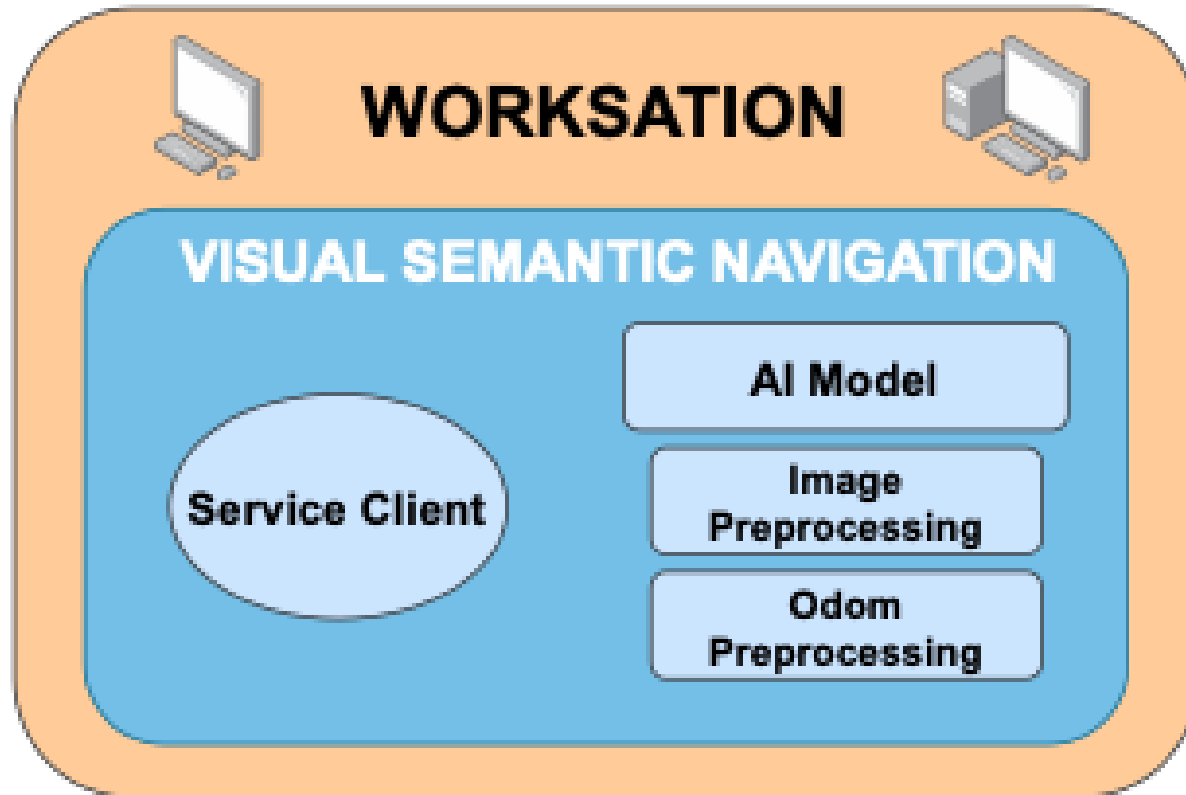 WORKSATION
VISUAL SEMANTIC NAVIGATION
Service Client
AI Model
Image
Preprocessing
Odom
Preprocessing